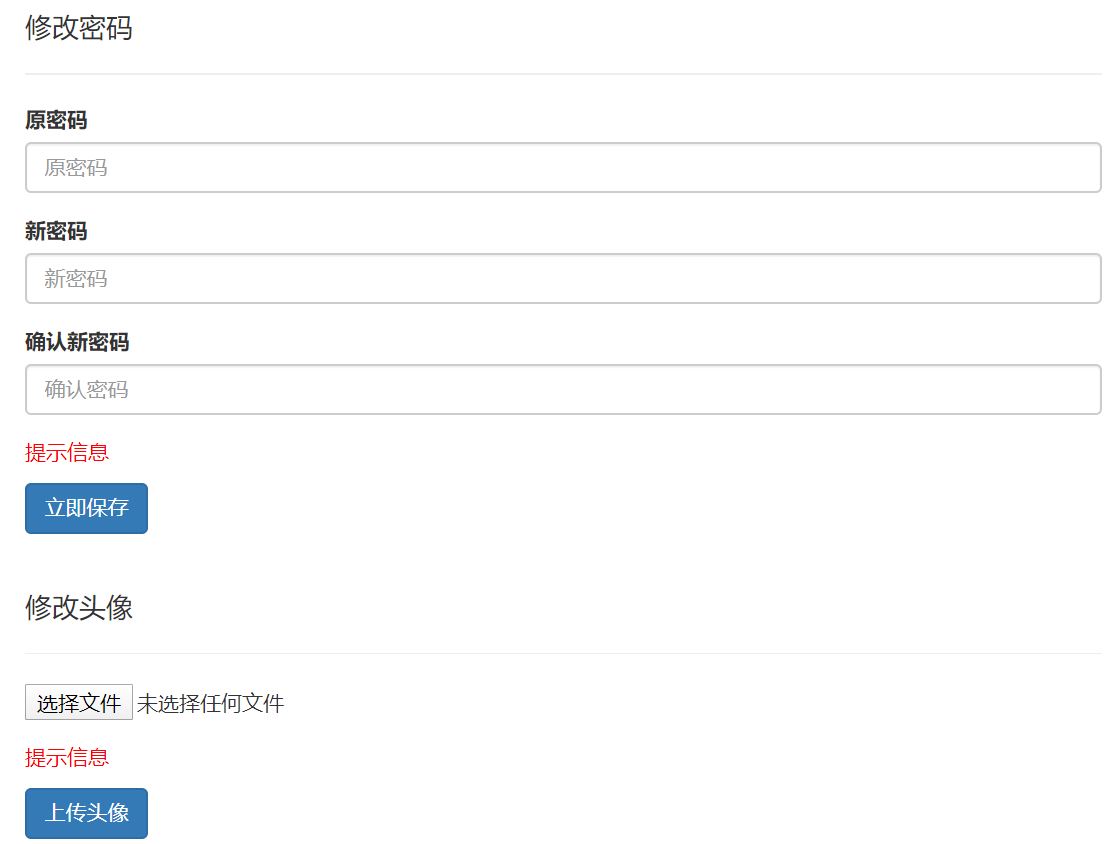 修改密码
原密码
原密码
新密码
新密码
确认新密码
确认密码
提示信息
立即保存
修改头像
选择文件 未选择任何文件
提示信息
上传头像